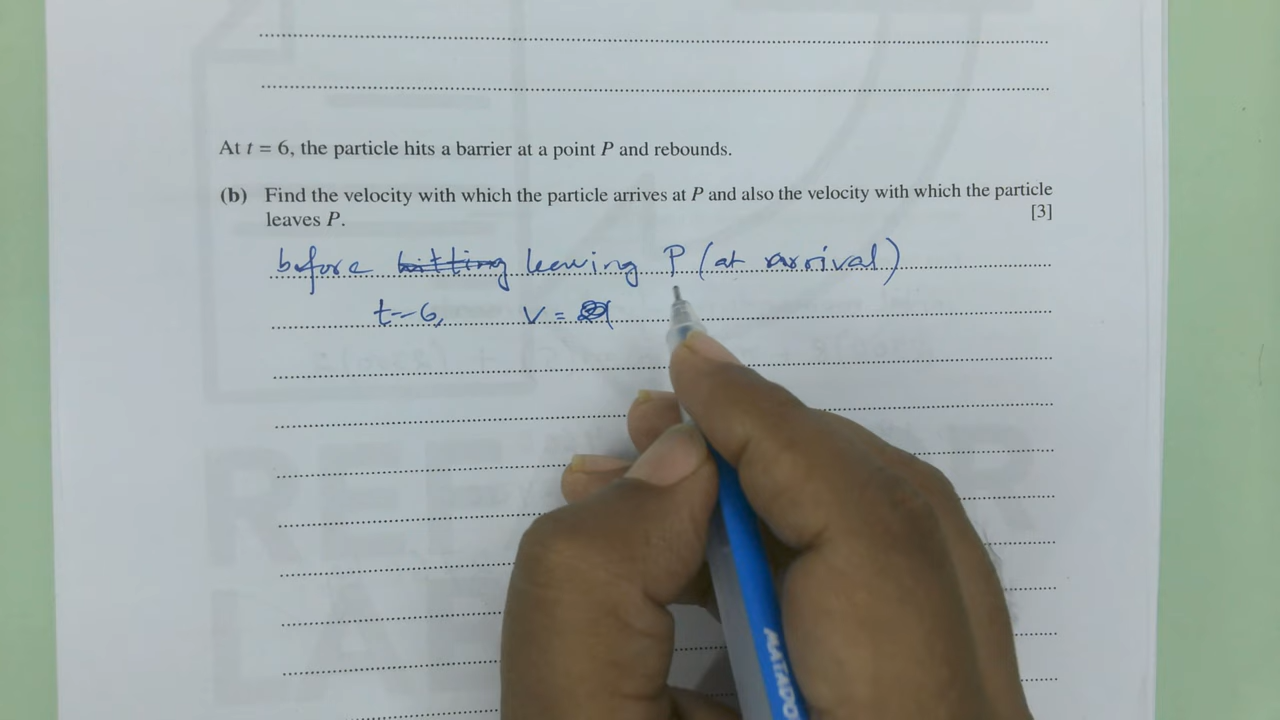 At t = 6, the particle hits a barrier at a point P and rebounds.
(b) Find the velocity with which the particle arrives at P and also the velocity with which the particle
leaves P. [3]
before hitting leaving P (at arrival)
t=6, v =
MATADO